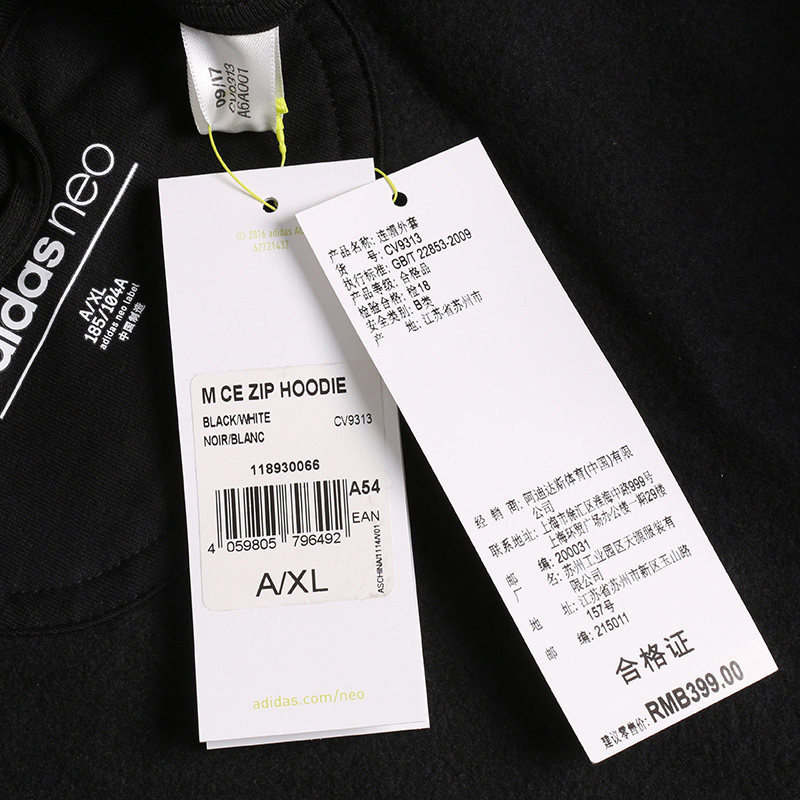 09/17
CV9313
A6A001
adidas neo
A/XL
185/104A
adidas neo label
中国制造
© 2016 adidas
62721432
M CE ZIP HOODIE
BLACK/WHITE CV9313
NOIR/BLANC
118930066
A54
EAN
4 059805 796492
ASCHINA/1114/V01
A/XL
adidas.com/neo
产品名称: 连帽外套
货 号: CV9313
执行标准: GB/T 22853-2009
产品等级: 合格品
检验合格: 检18
安全类别: B类
产 地: 江苏省苏州市
经 销 商: 阿迪达斯体育(中国)有限
公司
联系地址: 上海市徐汇区淮海中路999号
上海环贸广场办公楼一期29楼
邮 编: 200031
厂 名: 苏州工业园区天源服装有
限公司
地 址: 江苏省苏州市新区玉山路
157号
邮 编: 215011
合格证
建议零售价: RMB399.00